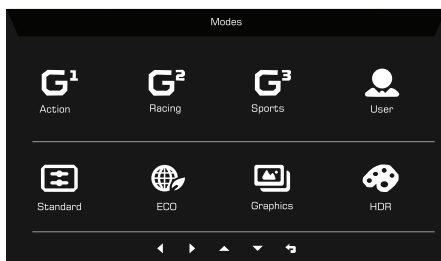 Modes
G¹ G² G³
Action Racing Sports User
Standard ECO Graphics HDR